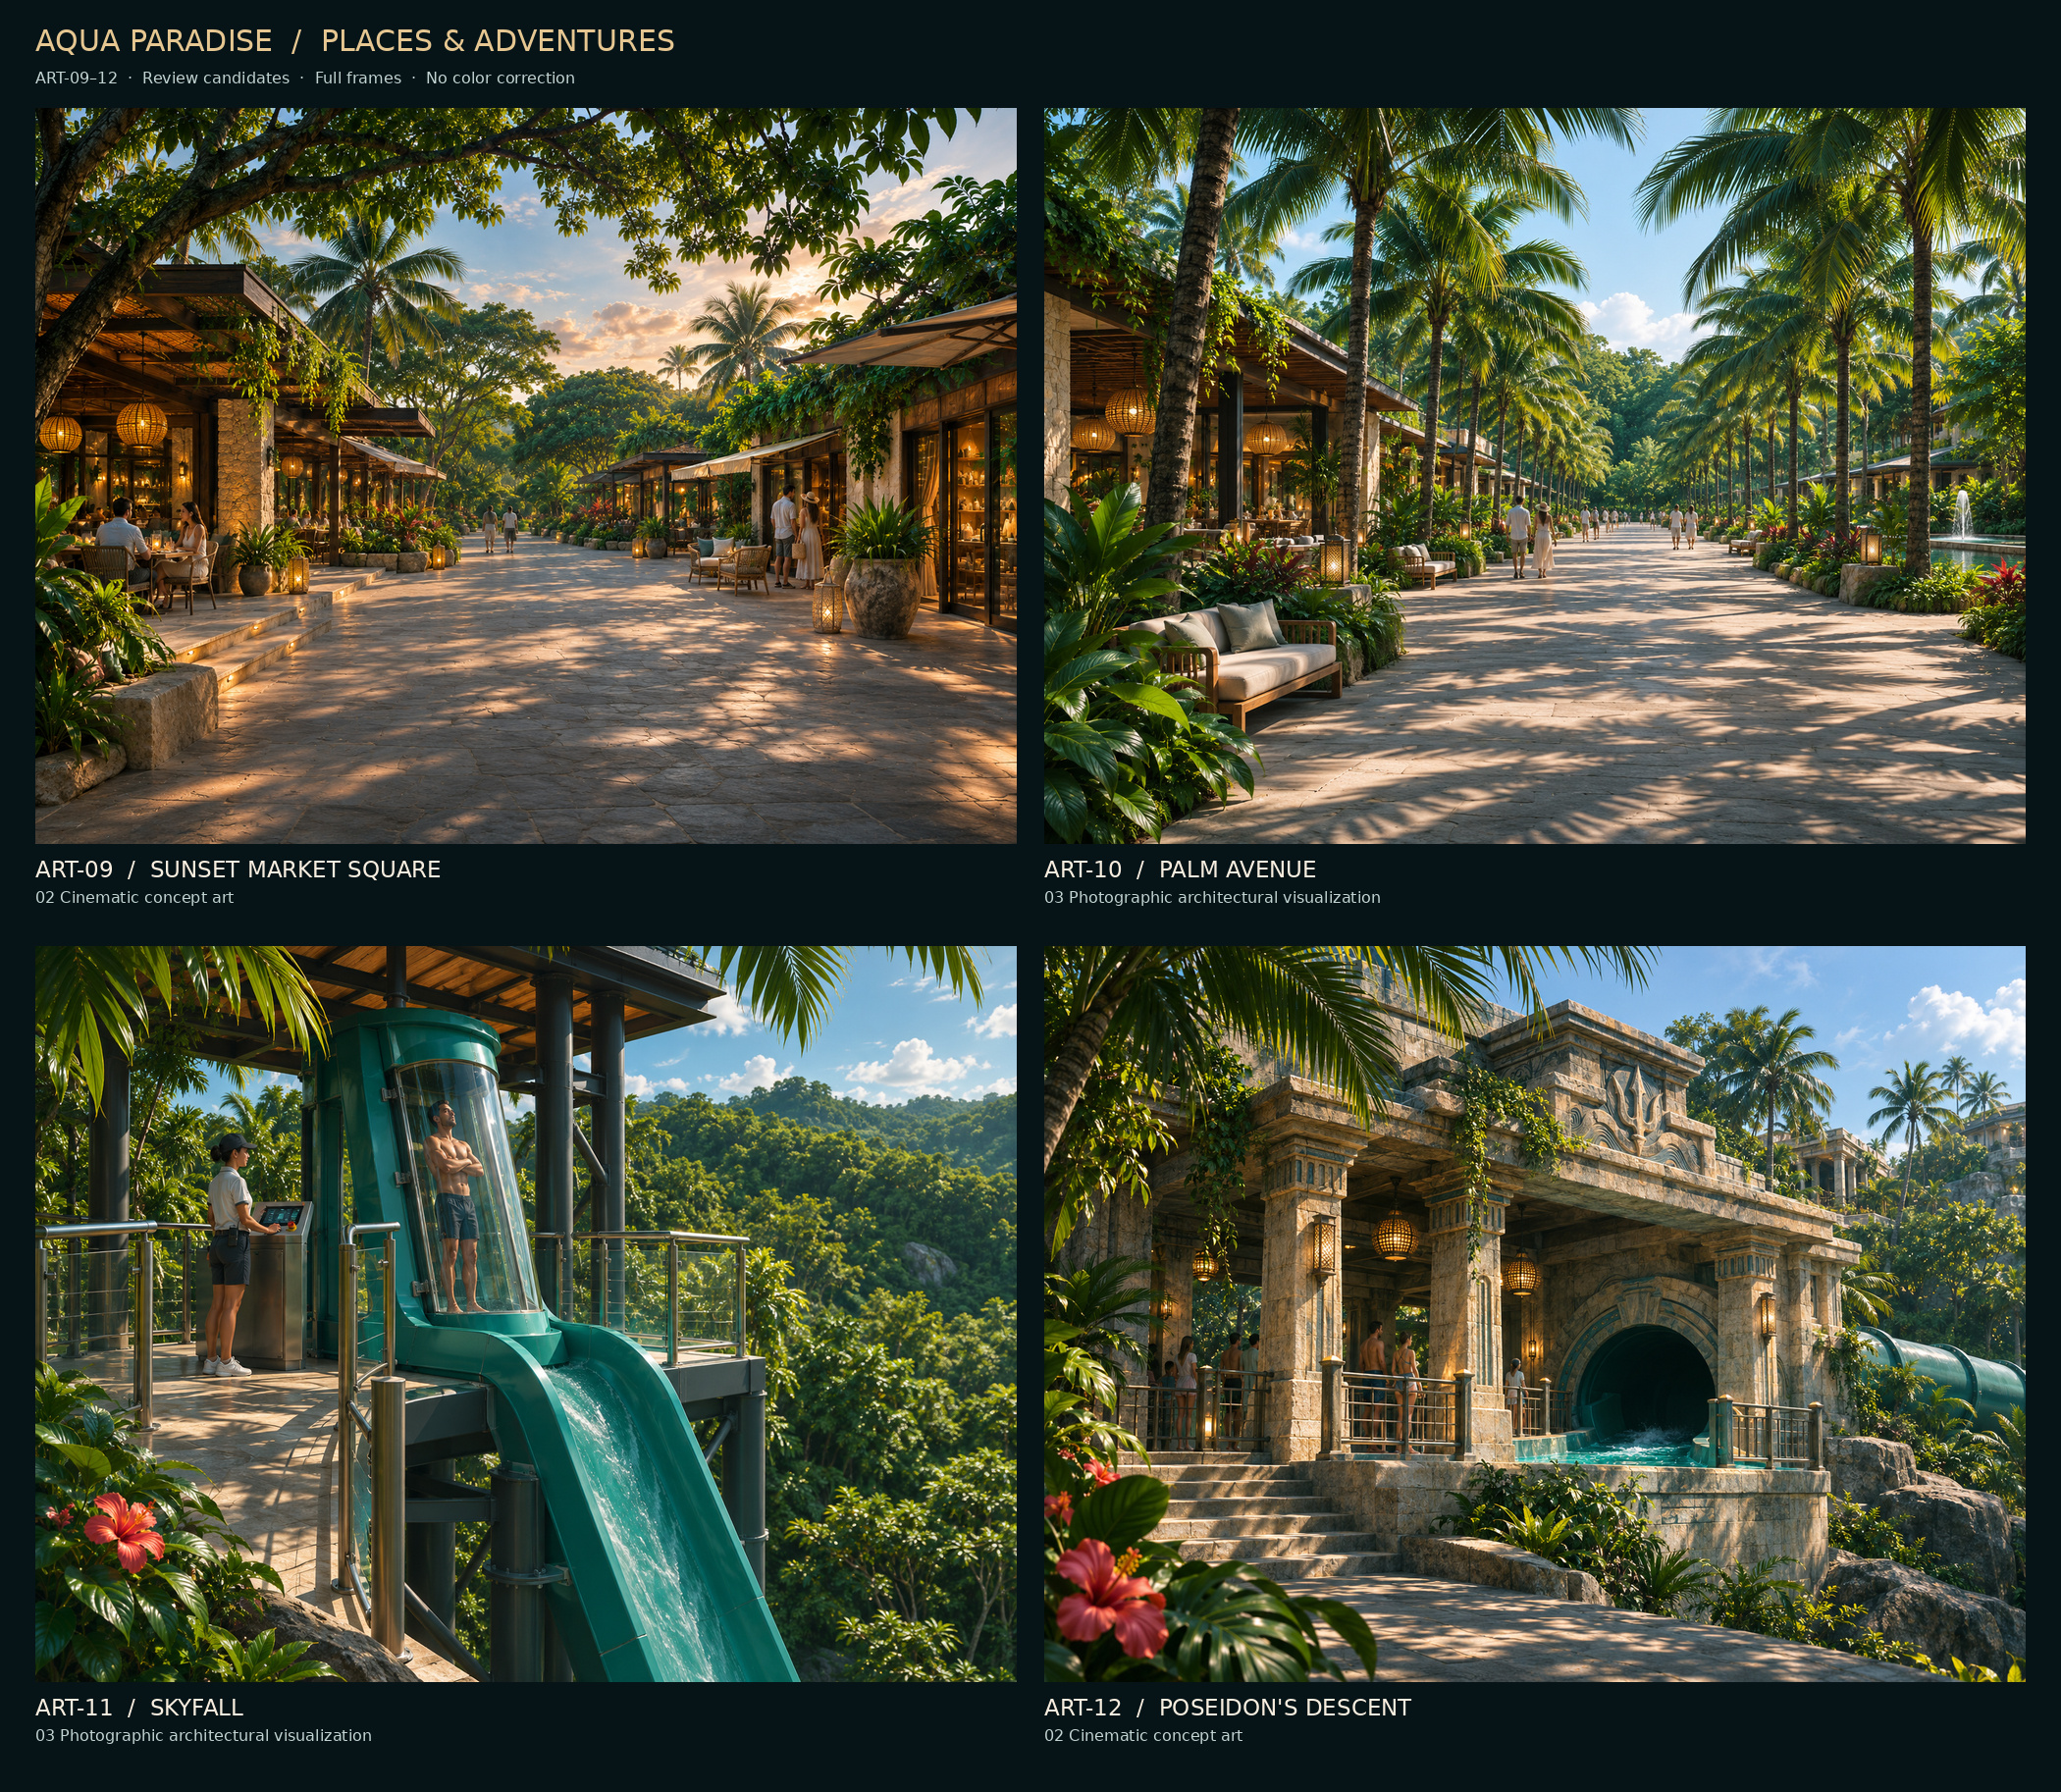 AQUA PARADISE / PLACES & ADVENTURES
ART-09–12 · Review candidates · Full frames · No color correction
ART-09 / SUNSET MARKET SQUARE
02 Cinematic concept art
ART-10 / PALM AVENUE
03 Photographic architectural visualization
ART-11 / SKYFALL
03 Photographic architectural visualization
ART-12 / POSEIDON'S DESCENT
02 Cinematic concept art